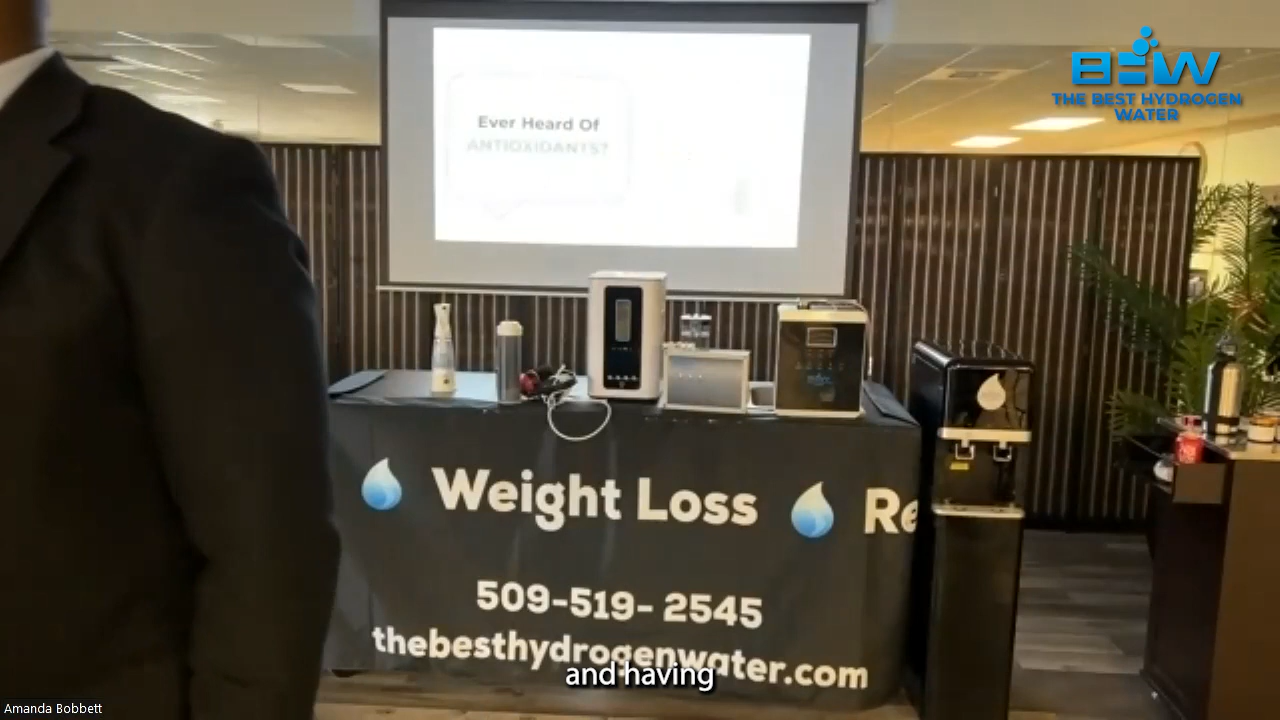 BHW
THE BEST HYDROGEN
WATER
Ever Heard Of
ANTIOXIDANTS?
Weight Loss
Re
509-519- 2545
thebesthydrogenwater.com
and having
Amanda Bobbett